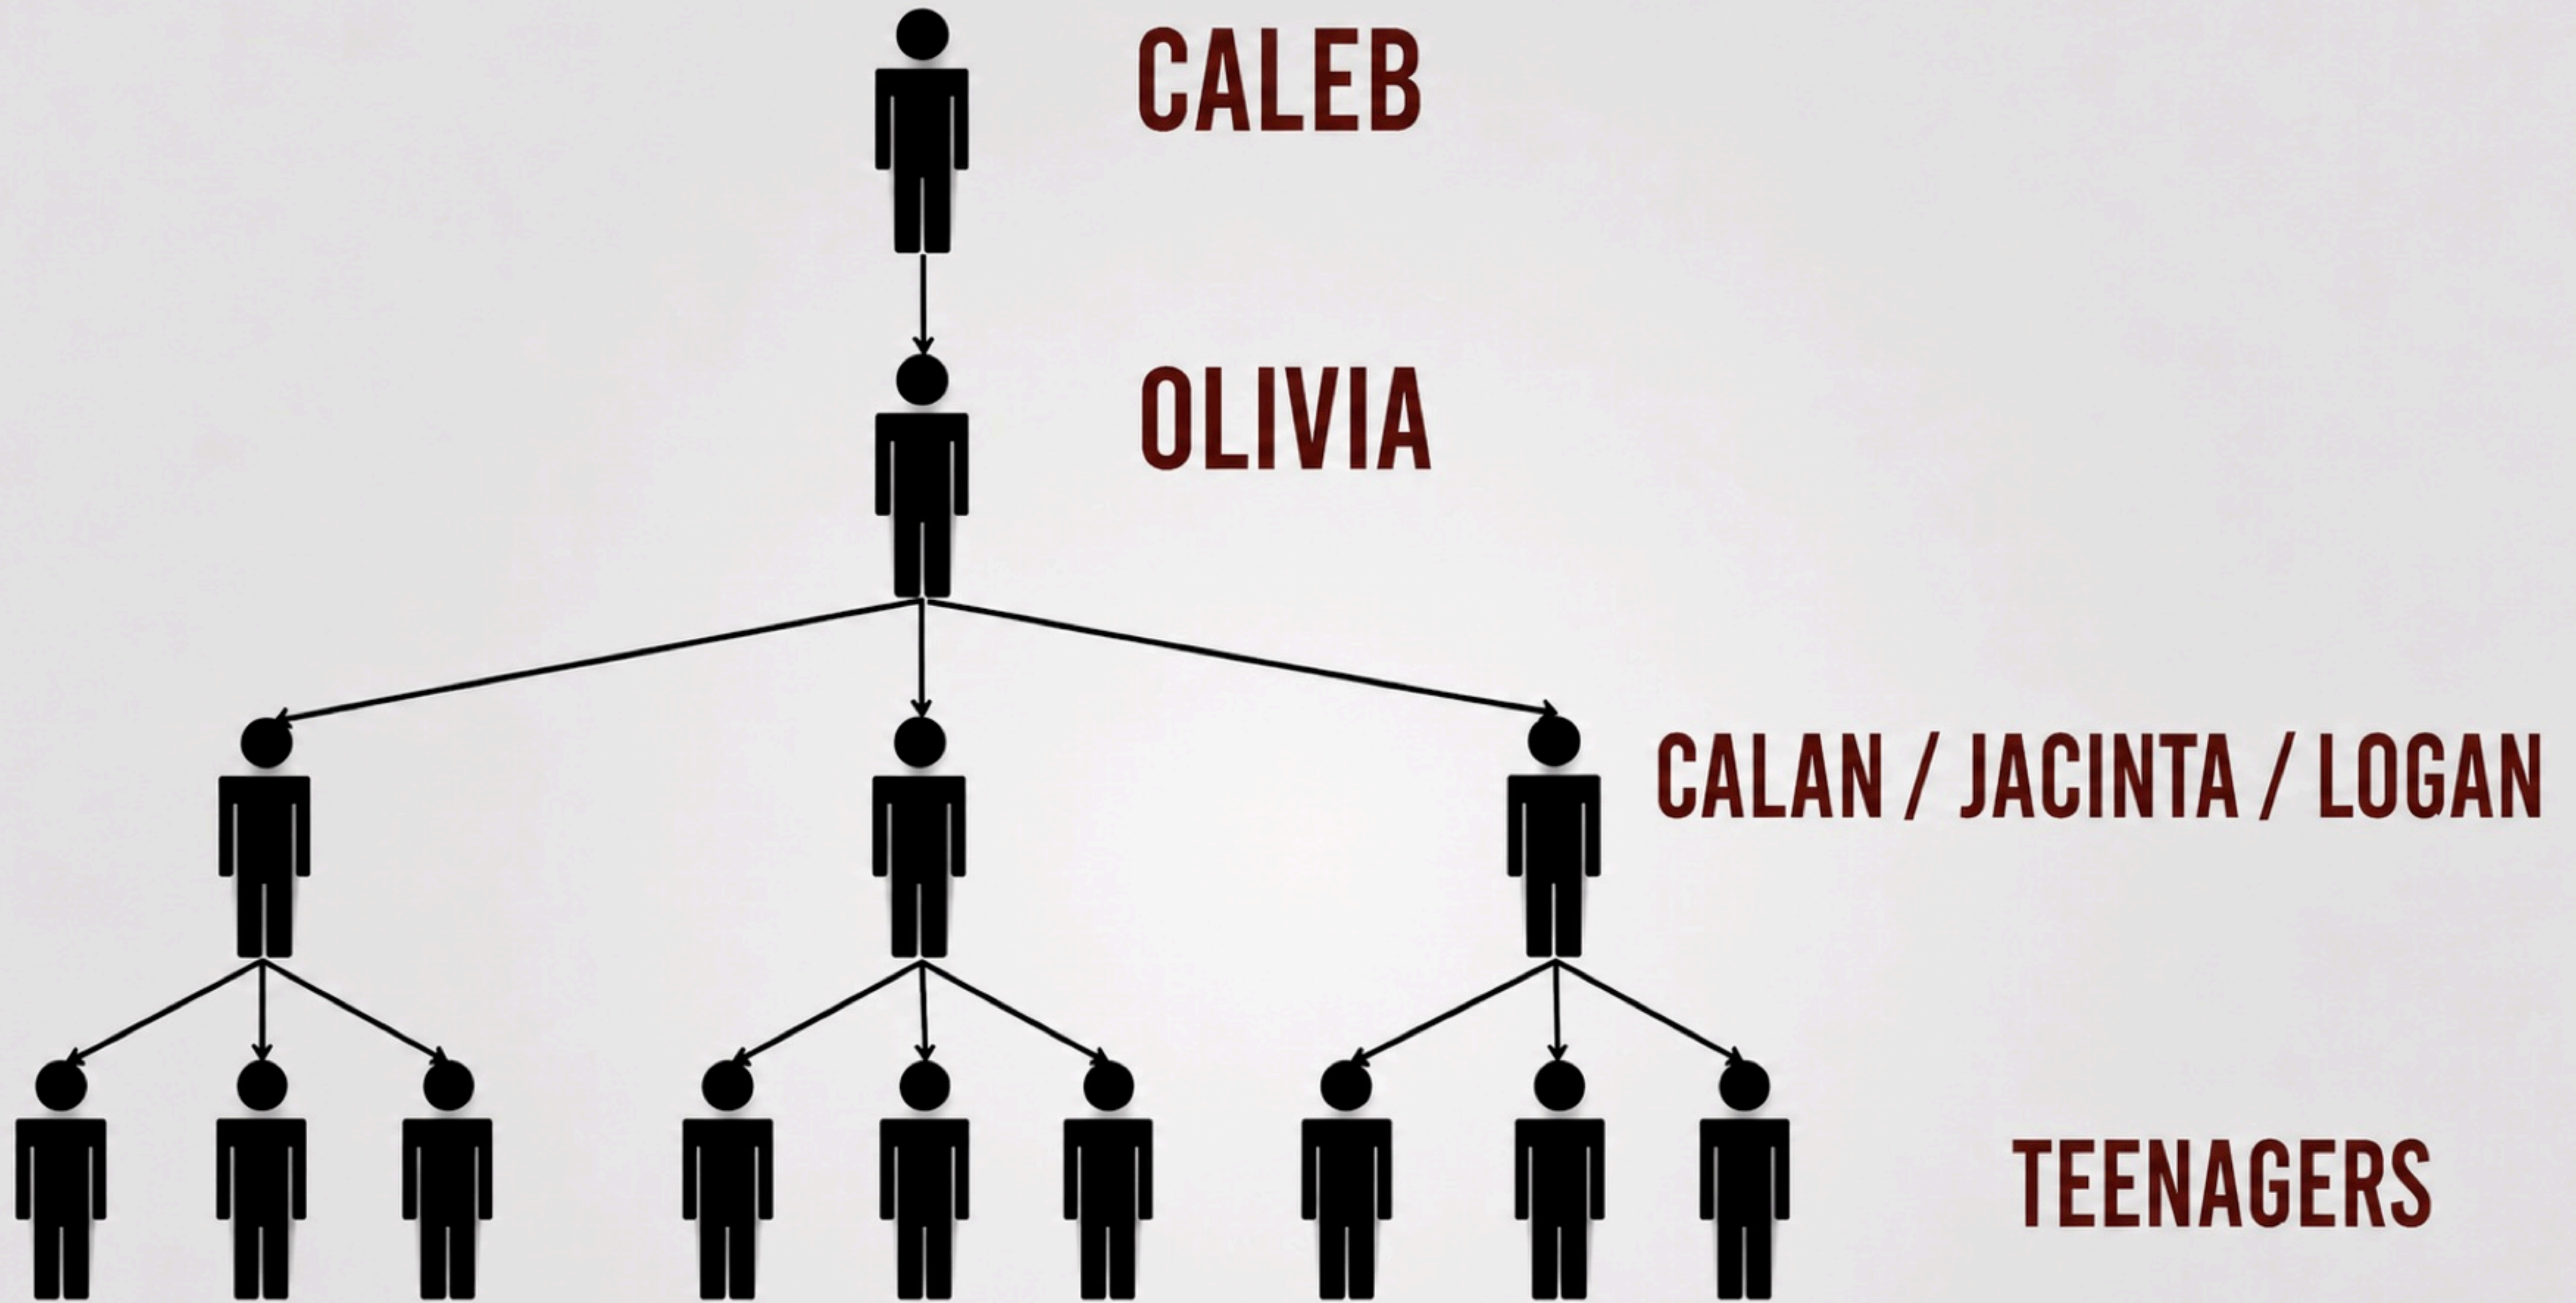 CALEB
OLIVIA
CALAN / JACINTA / LOGAN
TEENAGERS